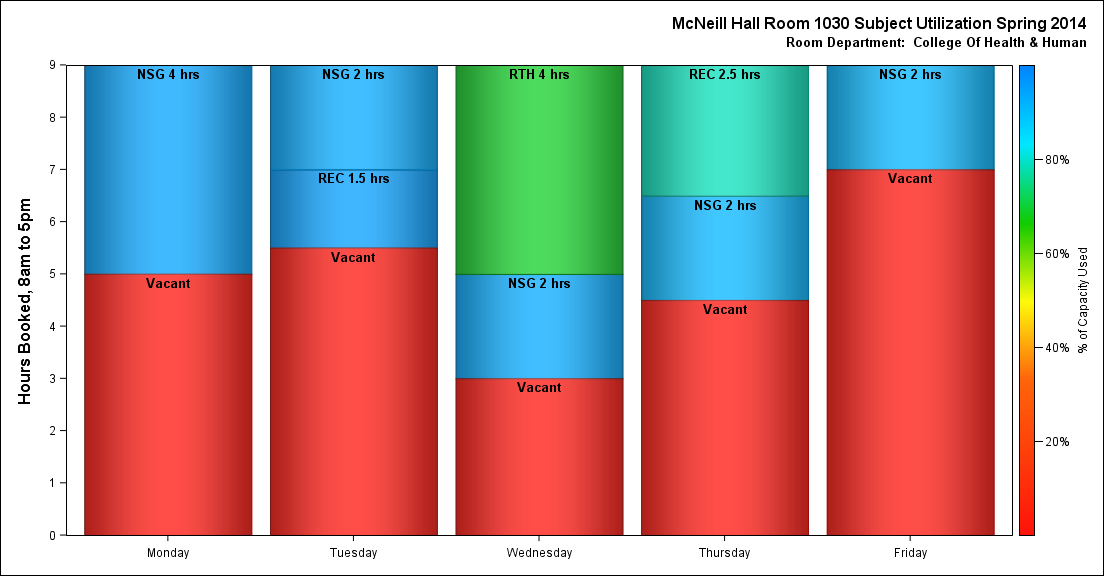 McNeill Hall Room 1030 Subject Utilization Spring 2014
Room Department: College Of Health & Human
Hours Booked, 8am to 5pm
9
8
7
6
5
4
3
2
1
0
NSG 4 hrs
Vacant
NSG 2 hrs
REC 1.5 hrs
Vacant
RTH 4 hrs
NSG 2 hrs
Vacant
REC 2.5 hrs
NSG 2 hrs
Vacant
NSG 2 hrs
Vacant
Monday
Tuesday
Wednesday
Thursday
Friday
80%
60%
40%
20%
% of Capacity Used